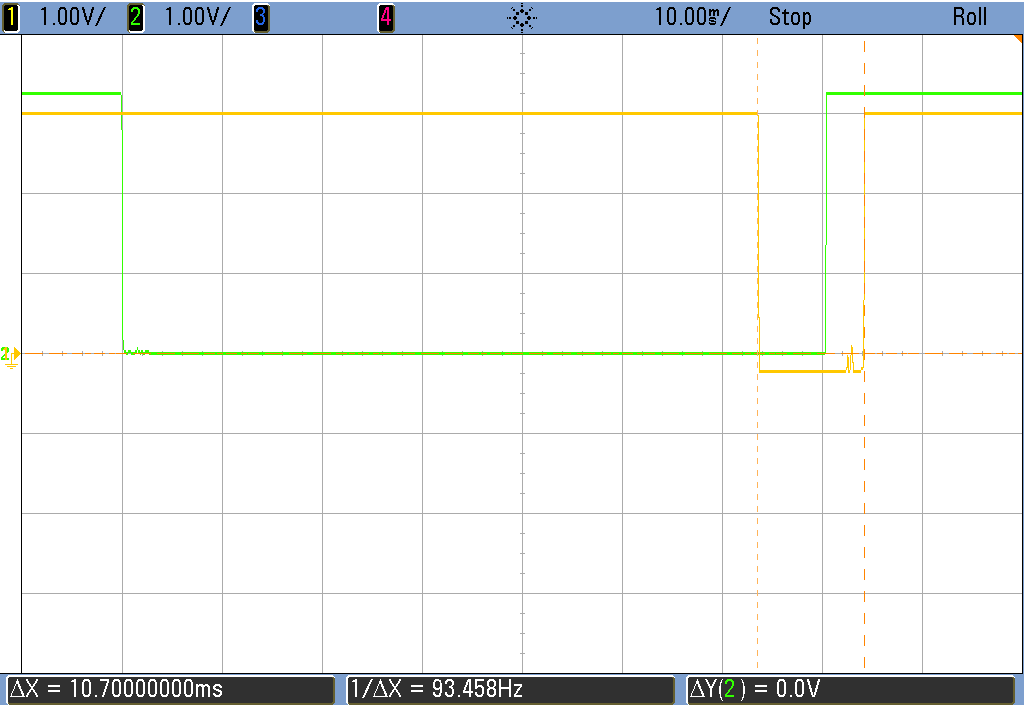 1 1.00V/ 2 1.00V/ 3 4 10.00ms/ Stop Roll
2
ΔX = 10.70000000ms 1/ΔX = 93.458Hz ΔY(2) = 0.0V